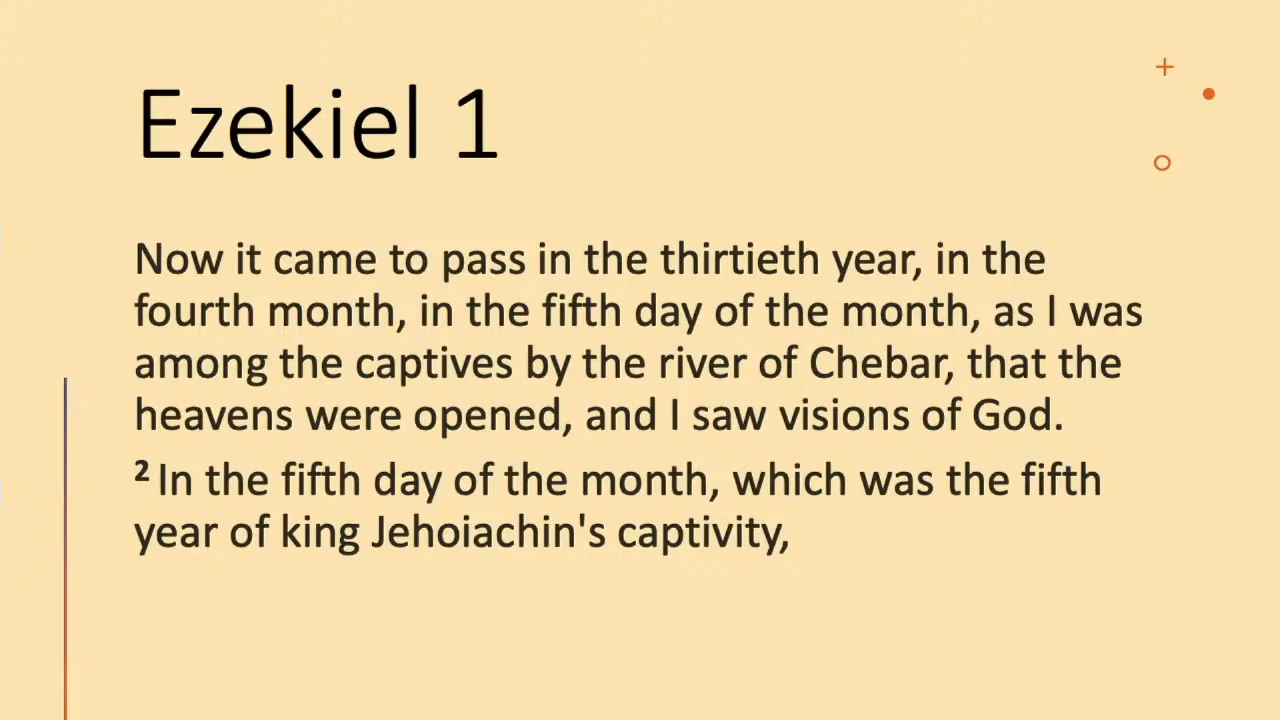 Ezekiel 1
Now it came to pass in the thirtieth year, in the
fourth month, in the fifth day of the month, as I was
among the captives by the river of Chebar, that the
heavens were opened, and I saw visions of God.
² In the fifth day of the month, which was the fifth
year of king Jehoiachin's captivity,